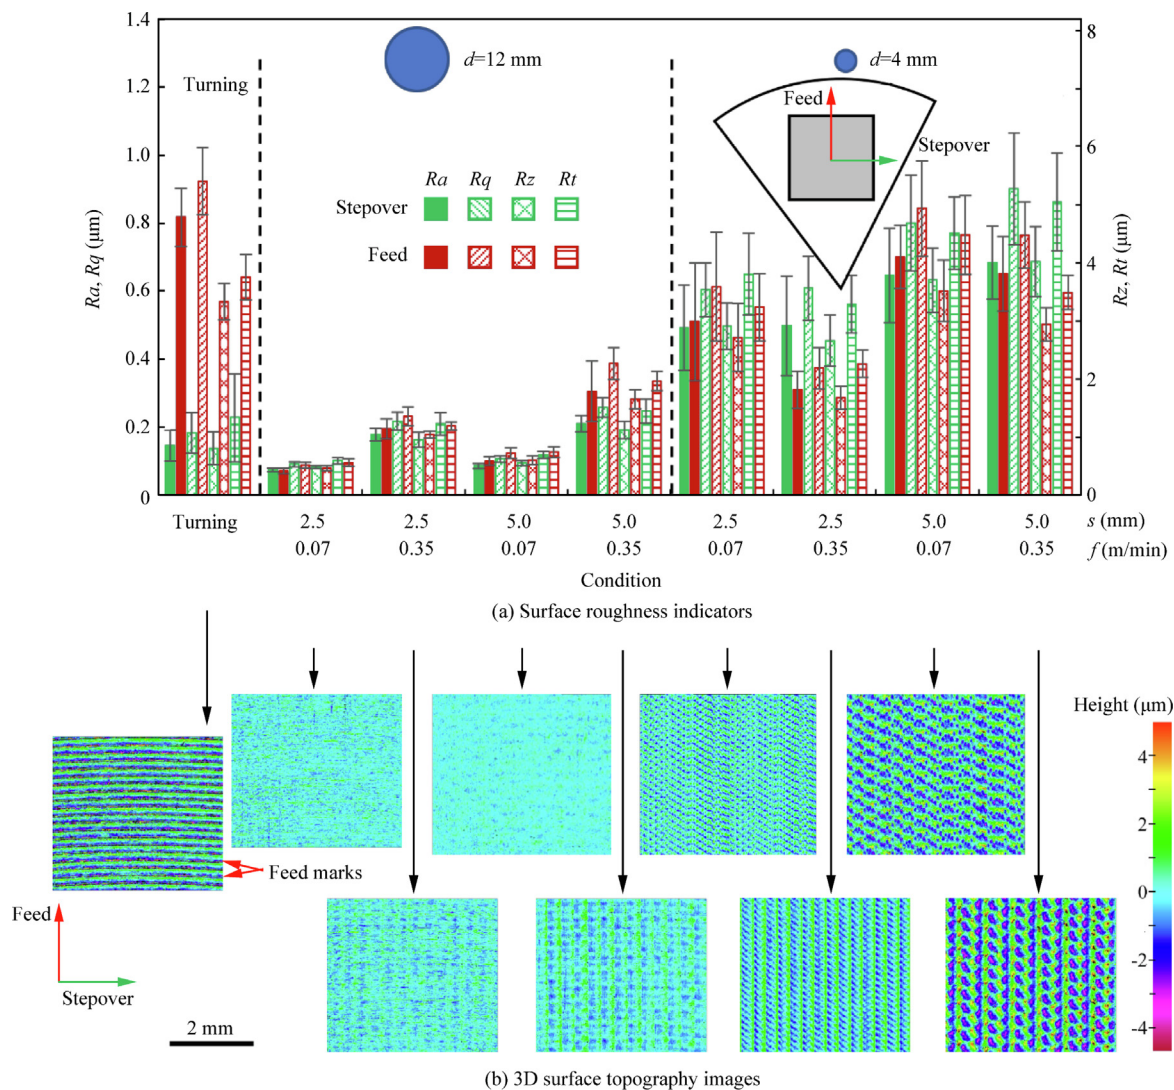 1.4
1.2
1.0
0.8
0.6
0.4
0.2
0
Ra, Rq (μm)
8
6
4
2
0
Rz, Rt (μm)
Turning
d=12 mm
d=4 mm
Feed
Stepover
Ra Rq Rz Rt
Stepover
Feed
Turning 2.5 2.5 5.0 5.0 2.5 2.5 5.0 5.0 s (mm)
0.07 0.35 0.07 0.35 0.07 0.35 0.07 0.35 f (m/min)
Condition
(a) Surface roughness indicators
Height (μm)
4
2
0
-2
-4
Feed marks
Feed
Stepover
2 mm
(b) 3D surface topography images